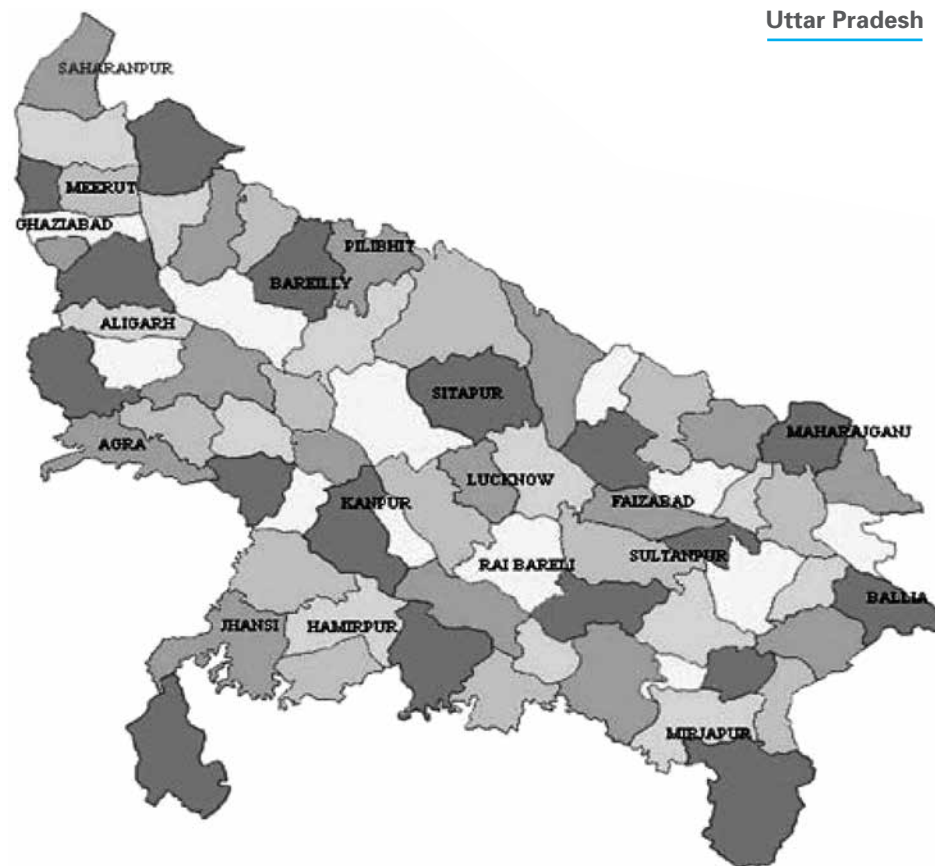 Uttar Pradesh
SAHARANPUR
MEERUT
GHAZIABAD
PILIBHIT
BAREILLY
ALIGARH
SITAPUR
MAHARAJGANJ
AGRA
LUCKNOW
KANPUR
FAIZABAD
SULTANPUR
RAI BARELI
BALLIA
JHANSI
HAMIRPUR
MIRJAPUR